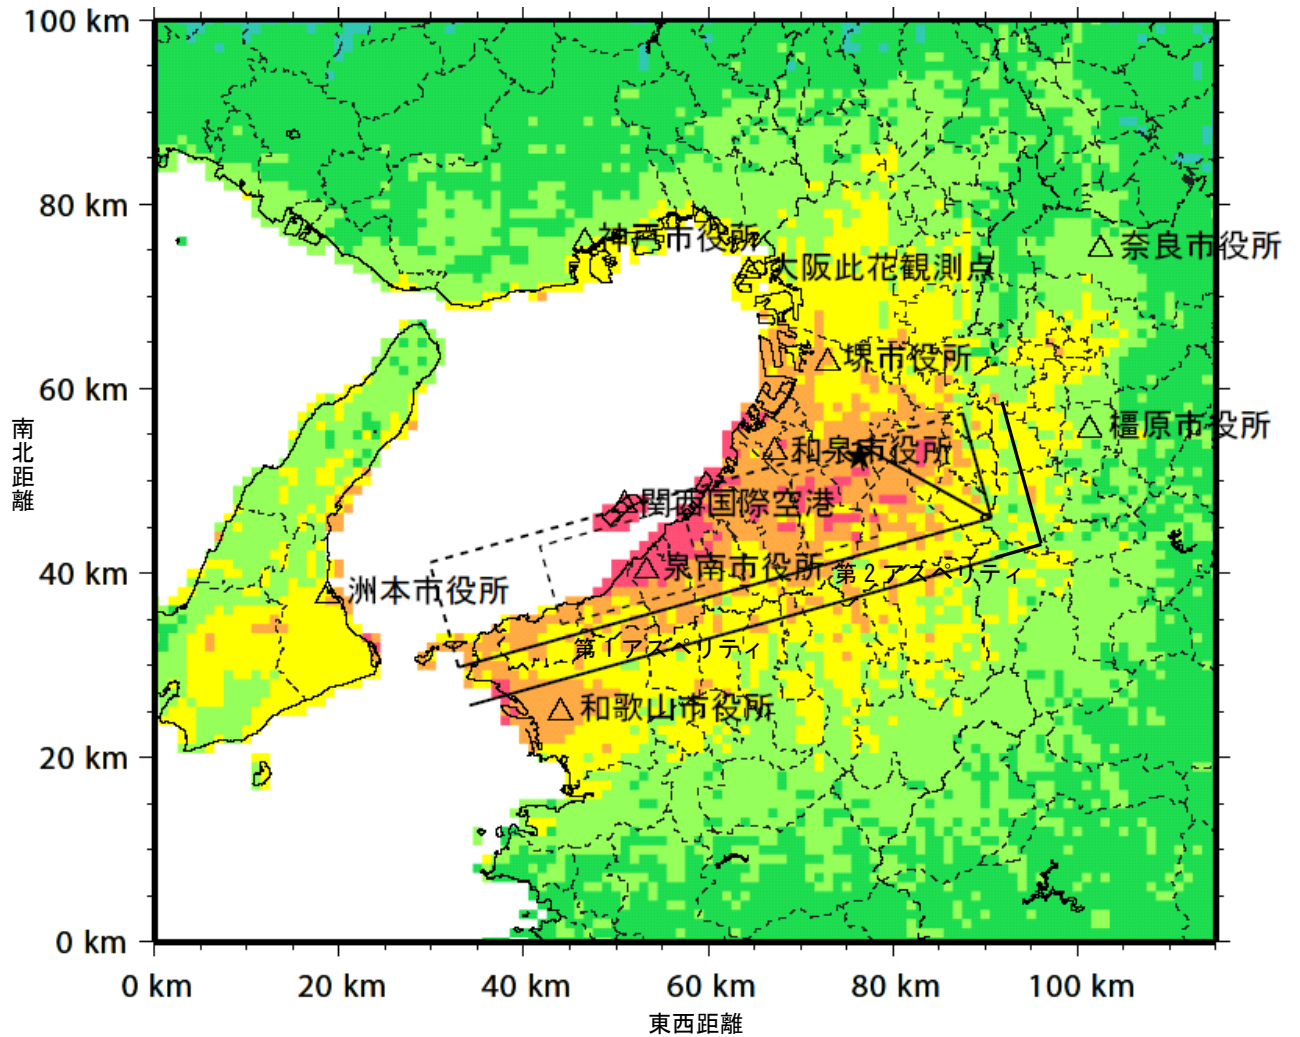 100 km
80 km
60 km
40 km
20 km
0 km
南北距離
神戸市役所
奈良市役所
大阪此花観測点
堺市役所
橿原市役所
和泉市役所
関西国際空港
泉南市役所
第2アスペリティ
洲本市役所
第1アスペリティ
和歌山市役所
0 km 20 km 40 km 60 km 80 km 100 km
東西距離